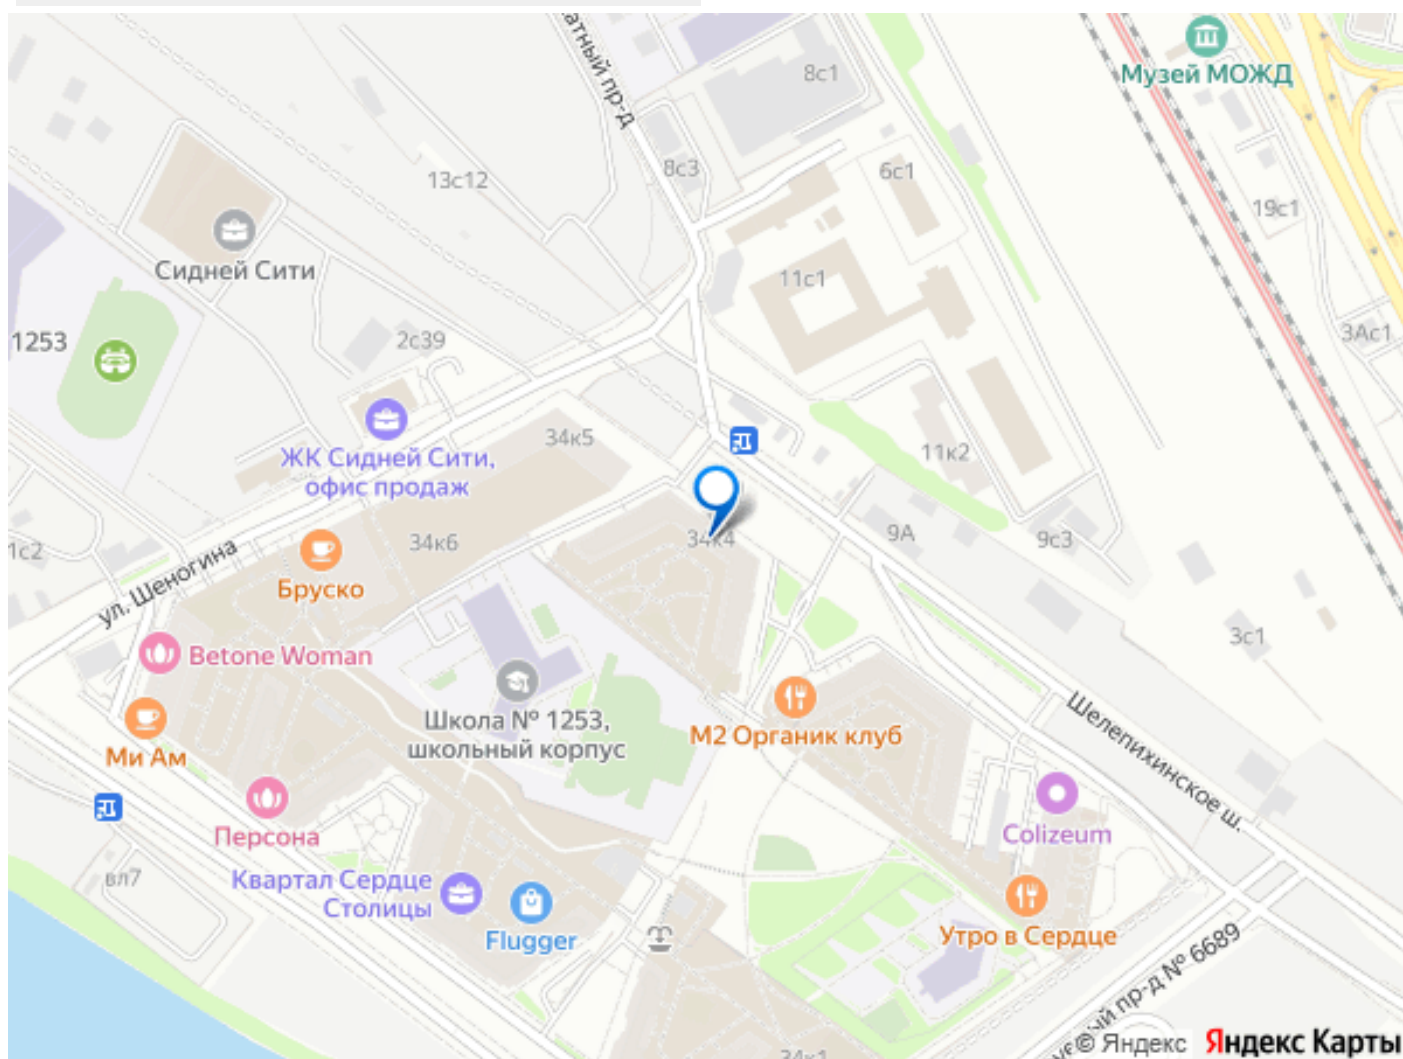 Музей МОЖД
8с1
атный пр-д
8с3
6с1
13с12
19с1
Сидней Сити
11с1
1253
2с39
3Ас1
34к5
11к2
ЖК Сидней Сити,
офис продаж
34к6
34к4
9А
9с3
1с2
ул. Шеногина
Бруско
3с1
Betone Woman
Школа № 1253,
школьный корпус
М2 Органик клуб
Шелепихинское ш.
Ми Ам
Персона
Colizeum
вл7
Квартал Сердце
Столицы
Flugger
Утро в Сердце
ый пр-д № 6689
34к1
© Яндекс Яндекс Карты